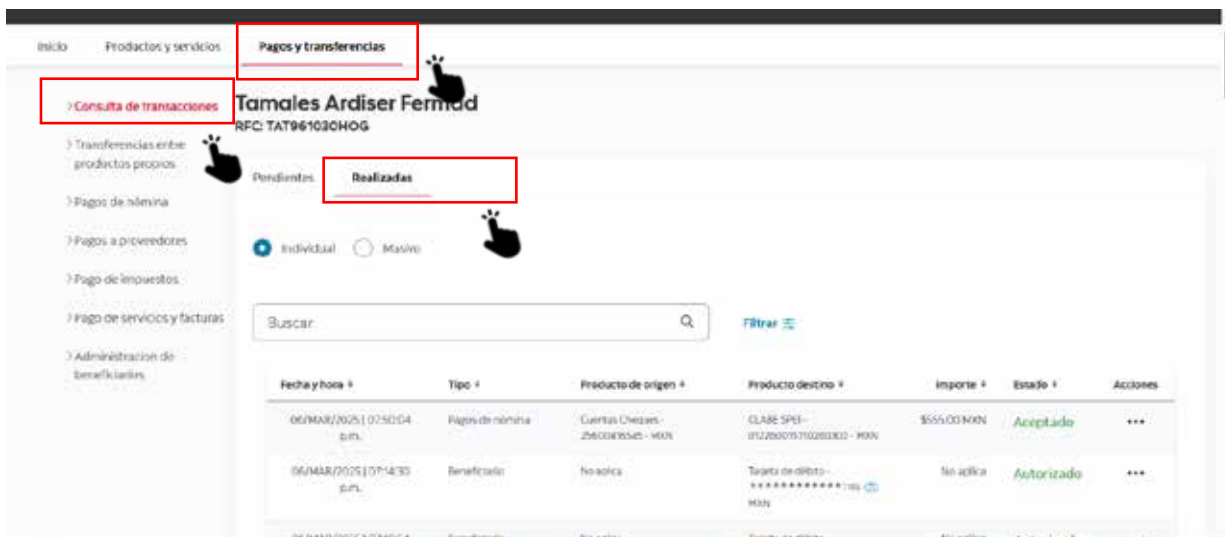 Inicio Productos y servicios Pagos y transferencias
Consulta de transacciones
Tamales Ardiser Fermud
RFC: TAT961030HOG
Transferencias entre
productos propios
Pendientes Realizadas
Pagos de nómina
Pagos a proveedores
Individual Masivo
Pago de impuestos
Pago de servicios y facturas
Buscar Filtrar
Administracion de
beneficiarios
Fecha y hora Tipo Producto de origen Producto destino Importe Estado Acciones
06/MAR/2025 | 07:50:04 Pagos de nómina Cuentas Cheques - CLABE SPEI - $555.00 MXN Aceptado
p.m. - MXN - MXN
06/MAR/2025 | 07:14:30 Beneficiario No aplica Tarjeta de débito - No aplica Autorizado
p.m. ************
MXN